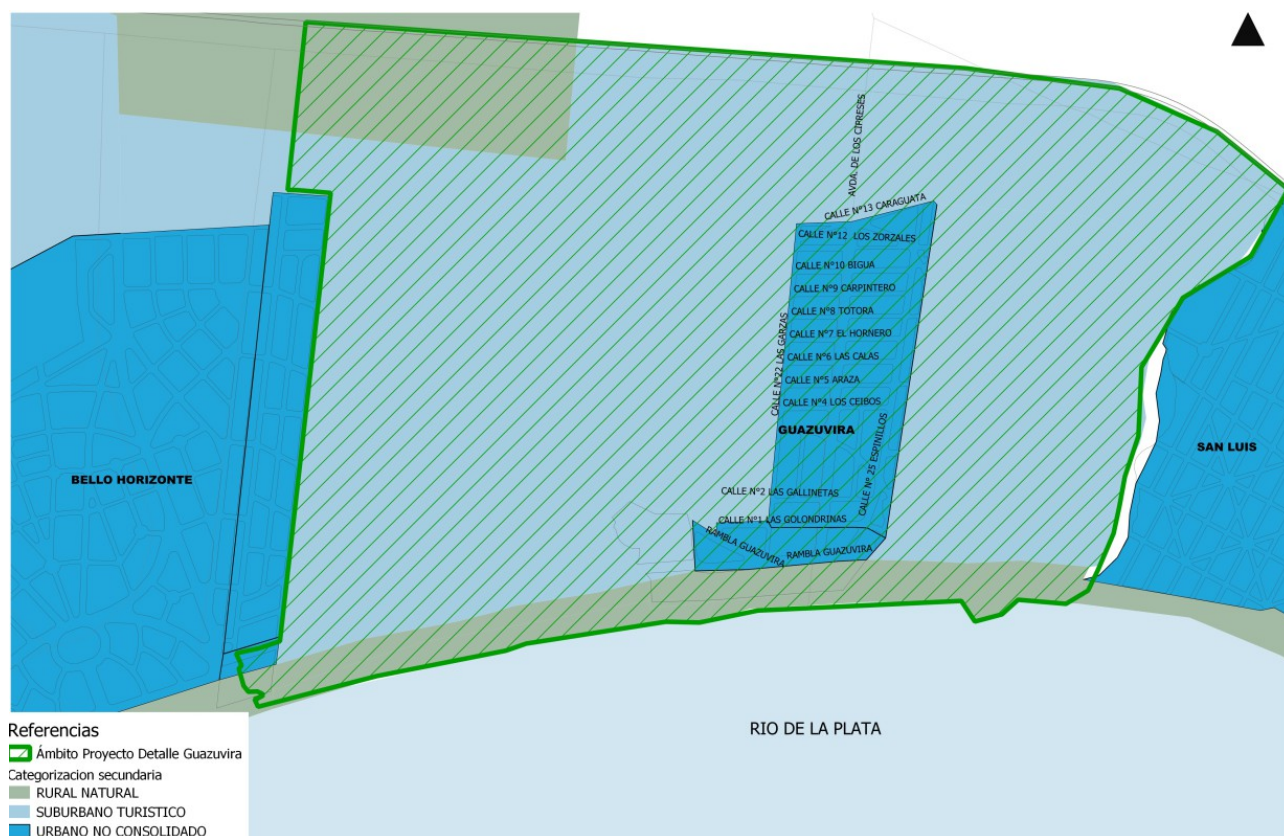 AVDA. DE LOS CIPRESES
CALLE N°13 CARAGUATA
CALLE N°12 LOS ZORZALES
CALLE N°10 BIGUA
CALLE N°9 CARPINTERO
CALLE N°8 TOTORA
CALLE N°7 EL HORNERO
CALLE N°22 LAS GARZAS
CALLE N°6 LAS CALAS
CALLE N°5 ARAZA
CALLE N°4 LOS CEIBOS
GUAZUVIRA
CALLE N° 25 ESPINILLOS
SAN LUIS
BELLO HORIZONTE
CALLE N°2 LAS GALLINETAS
CALLE N°1 LAS GOLONDRINAS
RAMBLA GUAZUVIRA
RAMBLA GUAZUVIRA
RIO DE LA PLATA
Referencias
Ámbito Proyecto Detalle Guazuvira
Categorizacion secundaria
RURAL NATURAL
SUBURBANO TURISTICO
URBANO NO CONSOLIDADO